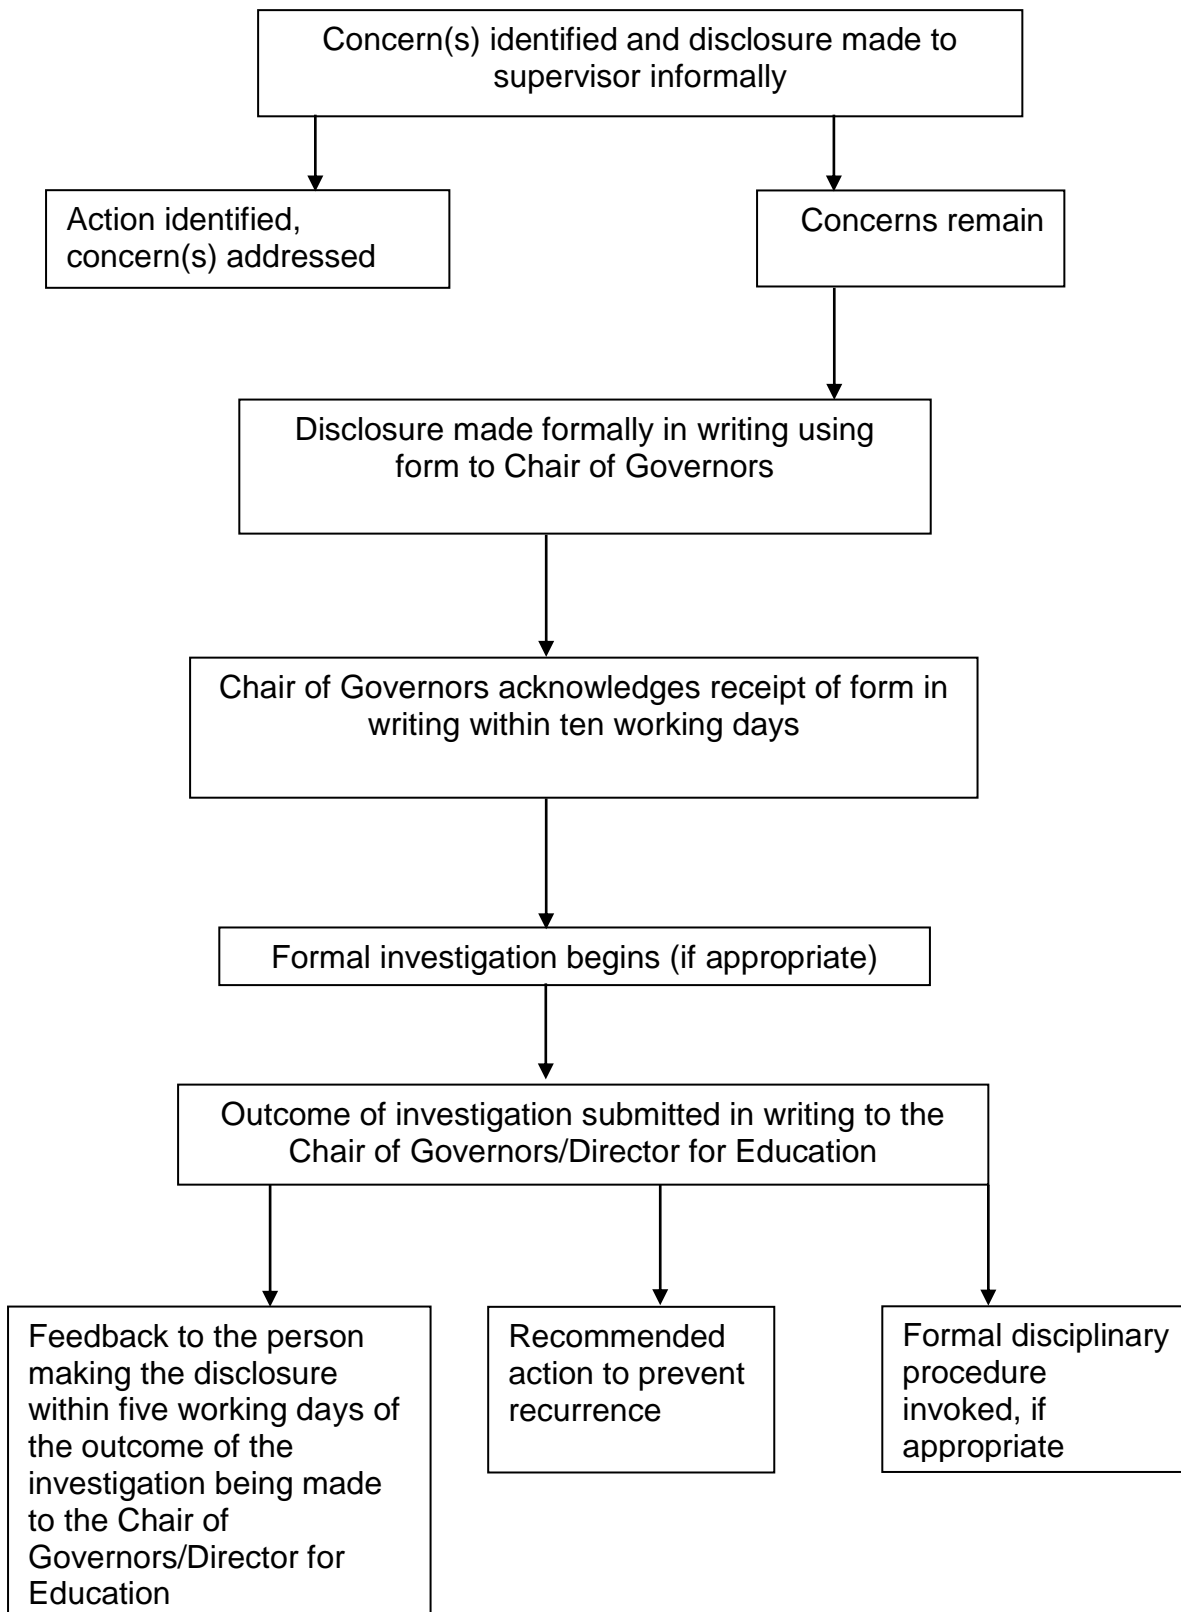 Concern(s) identified and disclosure made to
supervisor informally
Action identified,
concern(s) addressed
Concerns remain
Disclosure made formally in writing using
form to Chair of Governors
Chair of Governors acknowledges receipt of form in
writing within ten working days
Formal investigation begins (if appropriate)
Outcome of investigation submitted in writing to the
Chair of Governors/Director for Education
Feedback to the person
making the disclosure
within five working days of
the outcome of the
investigation being made
to the Chair of
Governors/Director for
Education
Recommended
action to prevent
recurrence
Formal disciplinary
procedure
invoked, if
appropriate